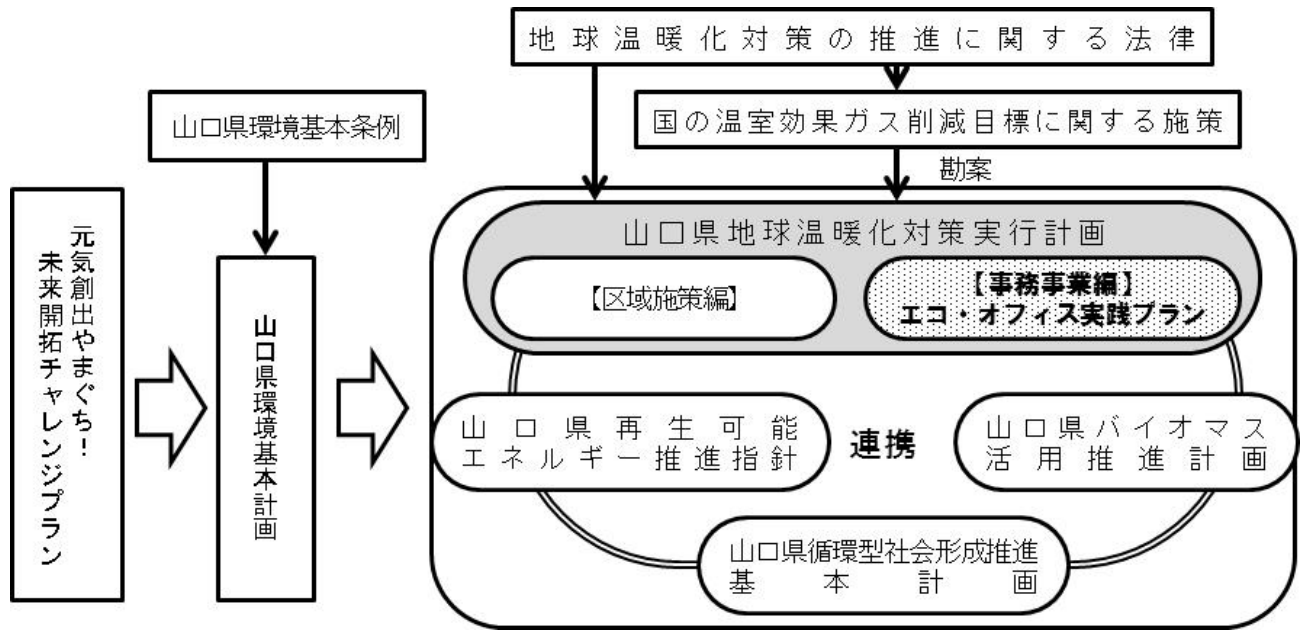 地球温暖化対策の推進に関する法律
山口県環境基本条例
国の温室効果ガス削減目標に関する施策
勘案
元気創出やまぐち！
未来開拓チャレンジプラン
山口県環境基本計画
山口県地球温暖化対策実行計画
【区域施策編】
【事務事業編】
エコ・オフィス実践プラン
山口県再生可能
エネルギー推進指針
連携
山口県バイオマス
活用推進計画
山口県循環型社会形成推進
基本計画